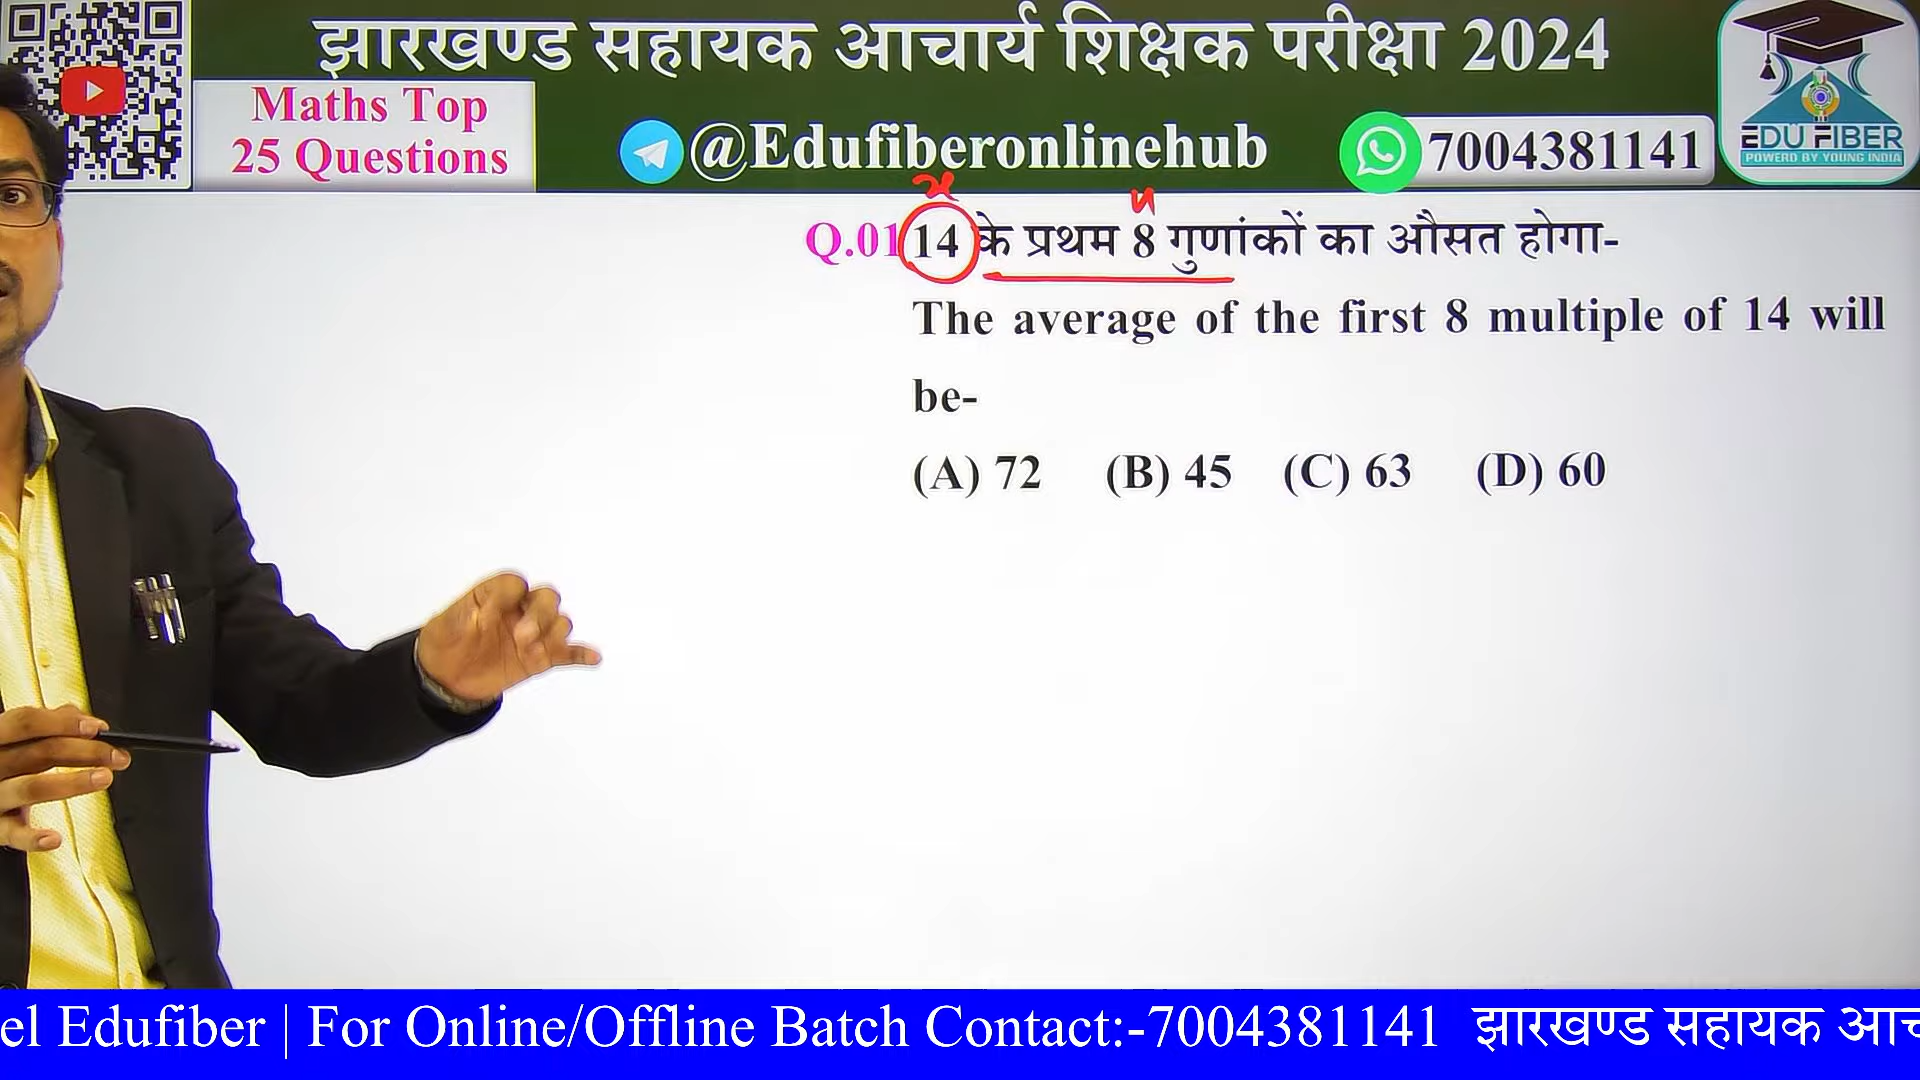 झारखण्ड सहायक आचार्य शिक्षक परीक्षा 2024
Maths Top
25 Questions
@Edufiberonlinehub
7004381141
EDU FIBER
POWERD BY YOUNG INDIA
x
n
Q.01 14 के प्रथम 8 गुणांकों का औसत होगा-
The average of the first 8 multiple of 14 will
be-
(A) 72 (B) 45 (C) 63 (D) 60
el Edufiber | For Online/Offline Batch Contact:-7004381141 झारखण्ड सहायक आच